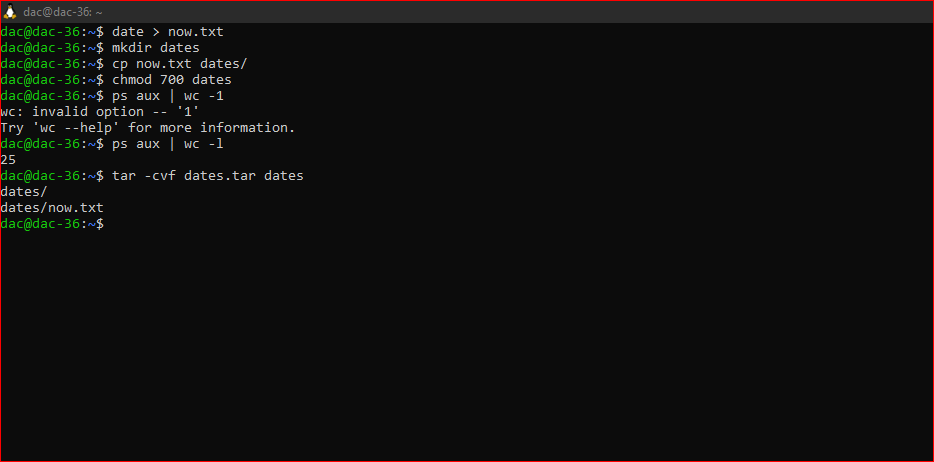 dac@dac-36: ~
dac@dac-36:~$ date > now.txt
dac@dac-36:~$ mkdir dates
dac@dac-36:~$ cp now.txt dates/
dac@dac-36:~$ chmod 700 dates
dac@dac-36:~$ ps aux | wc -1
wc: invalid option -- '1'
Try 'wc --help' for more information.
dac@dac-36:~$ ps aux | wc -l
25
dac@dac-36:~$ tar -cvf dates.tar dates
dates/
dates/now.txt
dac@dac-36:~$